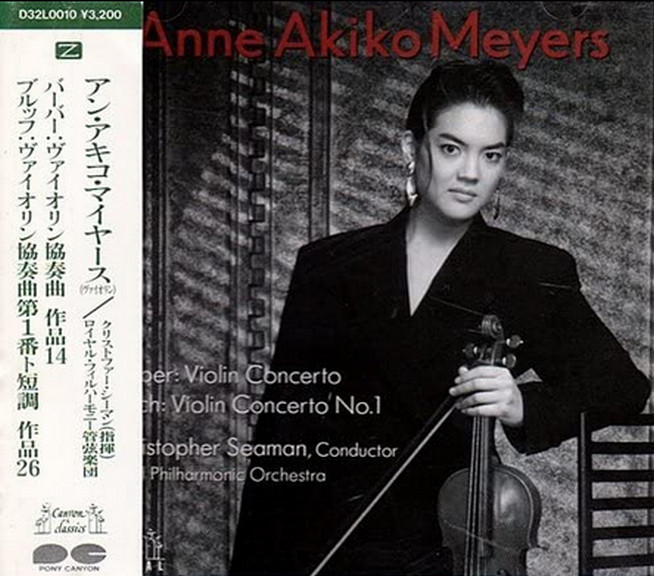 D32L0010 ¥3,200
アン・アキコ・マイヤース(ヴァイオリン)／
クリストファー・シーマン(指揮)
ロイヤル・フィルハーモニー管弦楽団
バーバー:ヴァイオリン協奏曲 作品14
ブルッフ:ヴァイオリン協奏曲第1番ト短調 作品26
Canyon
classics
PONY CANYON
Anne Akiko Meyers
ber: Violin Concerto
ch: Violin Concerto No.1
istopher Seaman, Conductor
l Philharmonic Orchestra